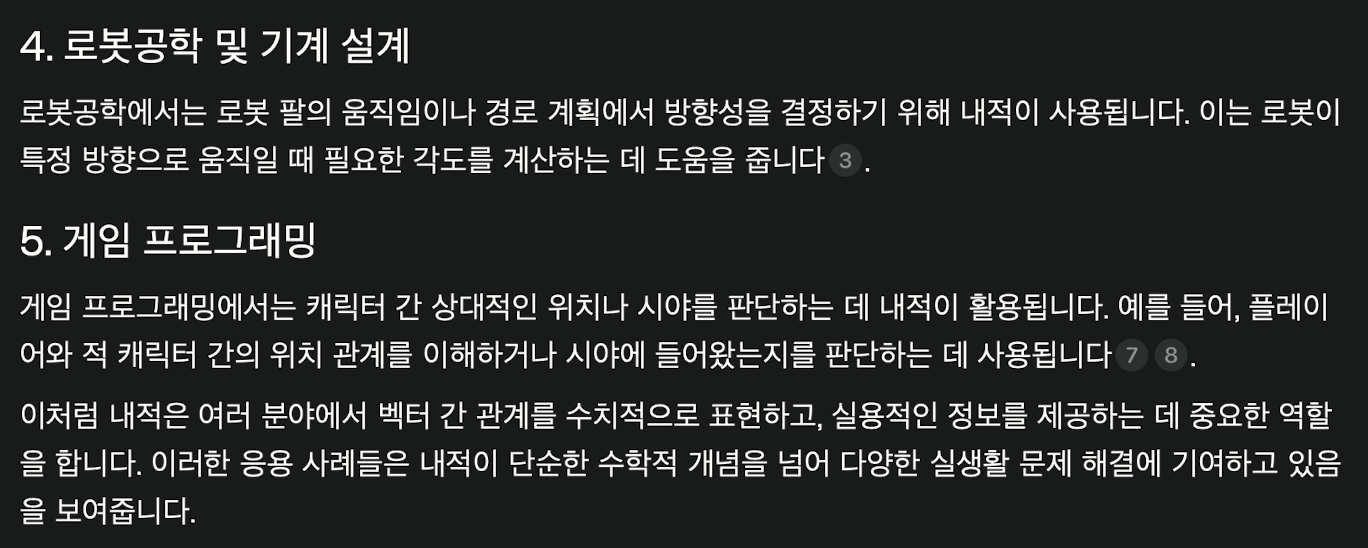 4. 로봇공학 및 기계 설계
로봇공학에서는 로봇 팔의 움직임이나 경로 계획에서 방향성을 결정하기 위해 내적이 사용됩니다. 이는 로봇이
특정 방향으로 움직일 때 필요한 각도를 계산하는 데 도움을 줍니다 3 .
5. 게임 프로그래밍
게임 프로그래밍에서는 캐릭터 간 상대적인 위치나 시야를 판단하는 데 내적이 활용됩니다. 예를 들어, 플레이
어와 적 캐릭터 간의 위치 관계를 이해하거나 시야에 들어왔는지를 판단하는 데 사용됩니다 7 8 .
이처럼 내적은 여러 분야에서 벡터 간 관계를 수치적으로 표현하고, 실용적인 정보를 제공하는 데 중요한 역할
을 합니다. 이러한 응용 사례들은 내적이 단순한 수학적 개념을 넘어 다양한 실생활 문제 해결에 기여하고 있음
을 보여줍니다.